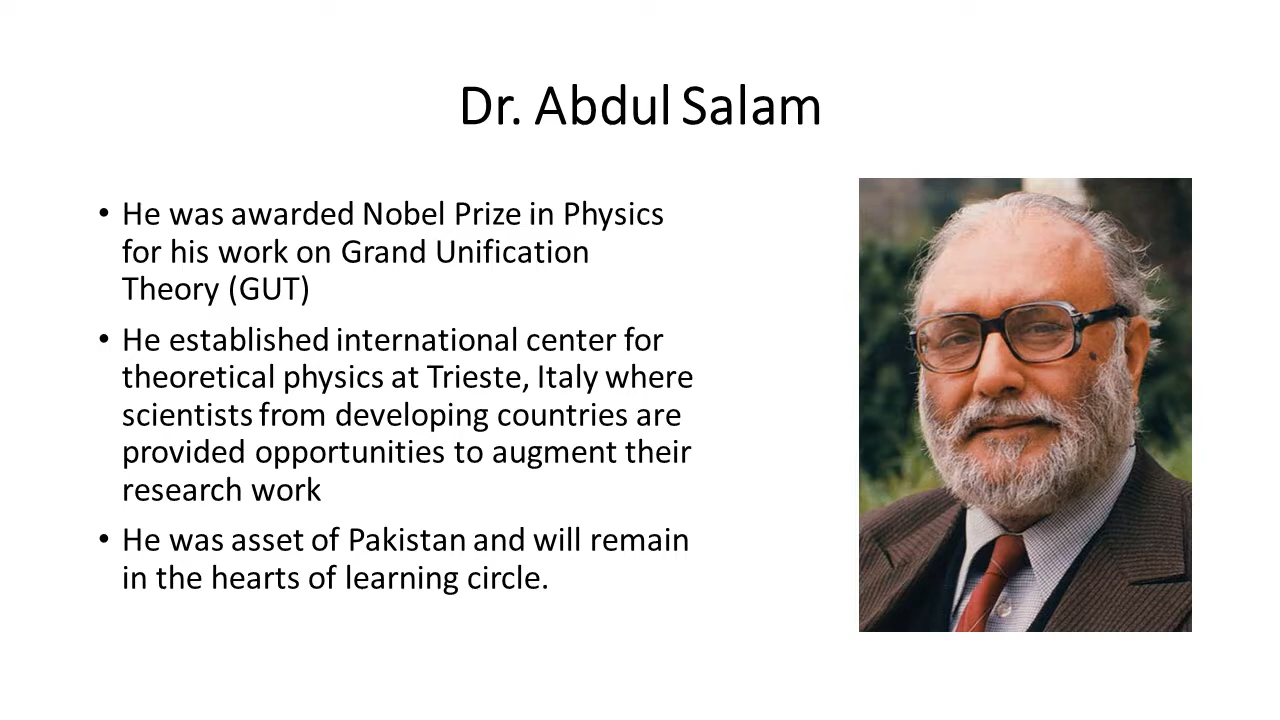 Dr. Abdul Salam
• He was awarded Nobel Prize in Physics
for his work on Grand Unification
Theory (GUT)
• He established international center for
theoretical physics at Trieste, Italy where
scientists from developing countries are
provided opportunities to augment their
research work
• He was asset of Pakistan and will remain
in the hearts of learning circle.